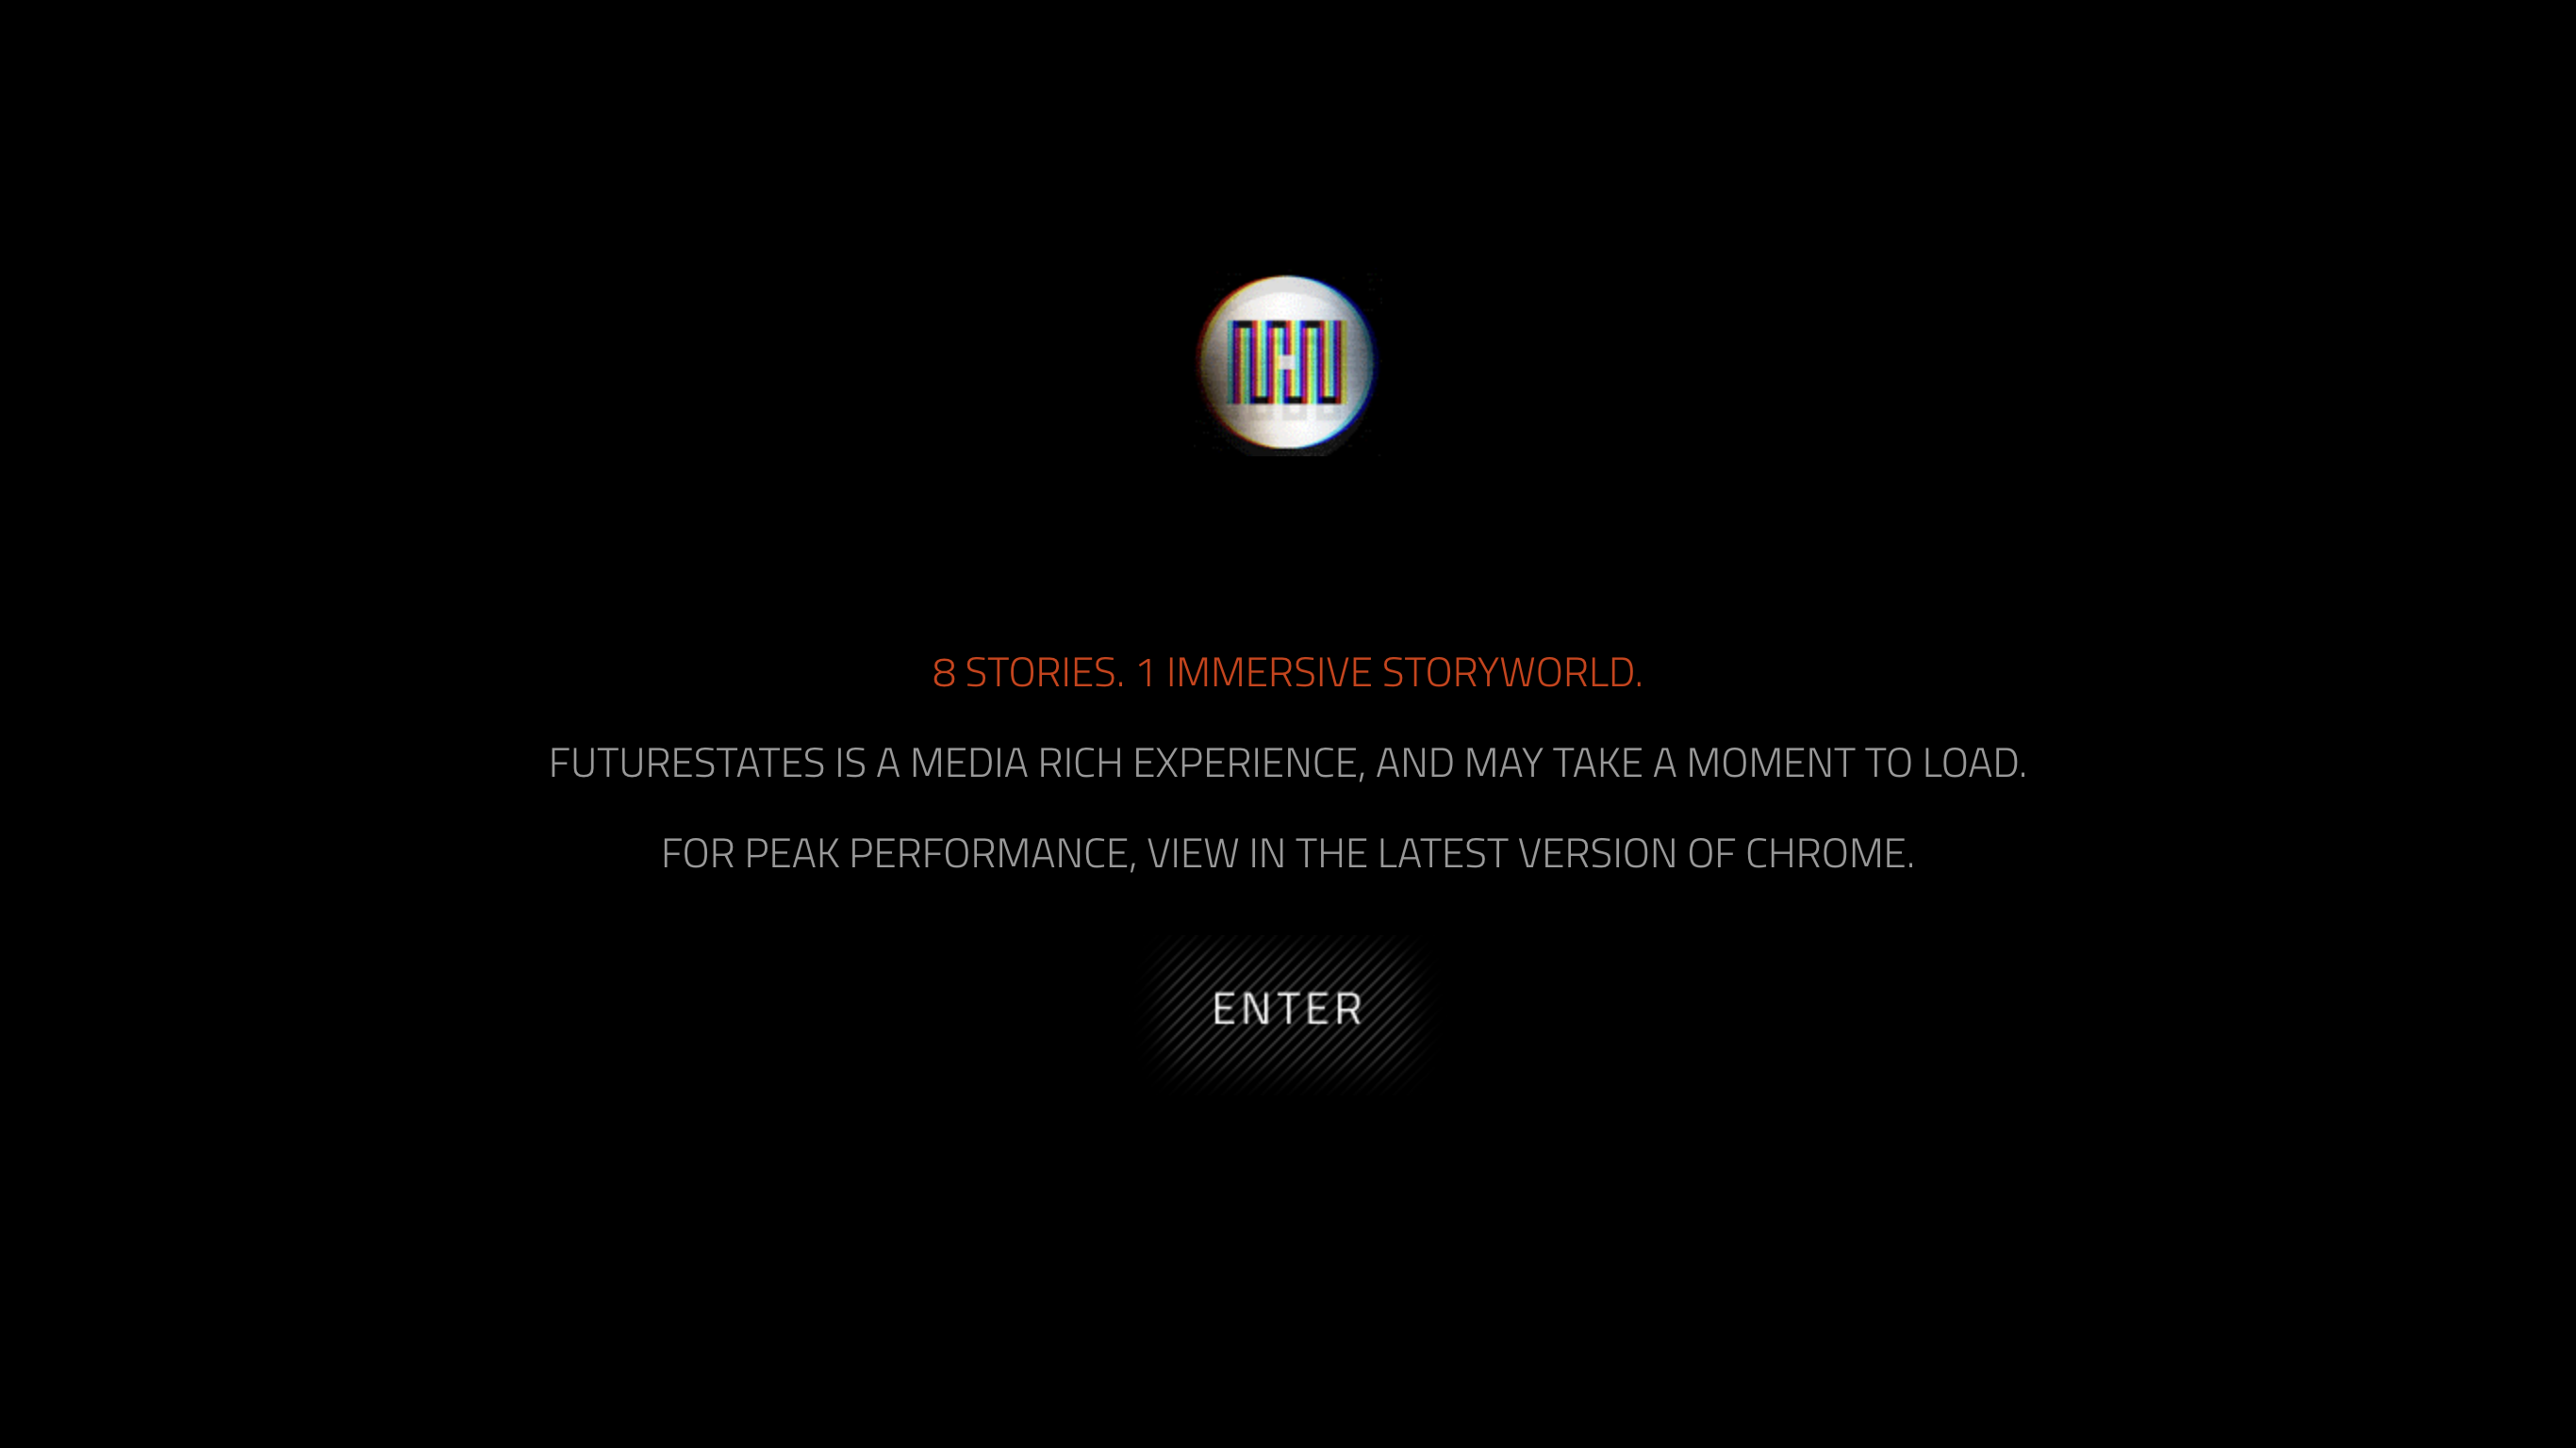 8 STORIES. 1 IMMERSIVE STORYWORLD.
FUTURESTATES IS A MEDIA RICH EXPERIENCE, AND MAY TAKE A MOMENT TO LOAD.
FOR PEAK PERFORMANCE, VIEW IN THE LATEST VERSION OF CHROME.
ENTER